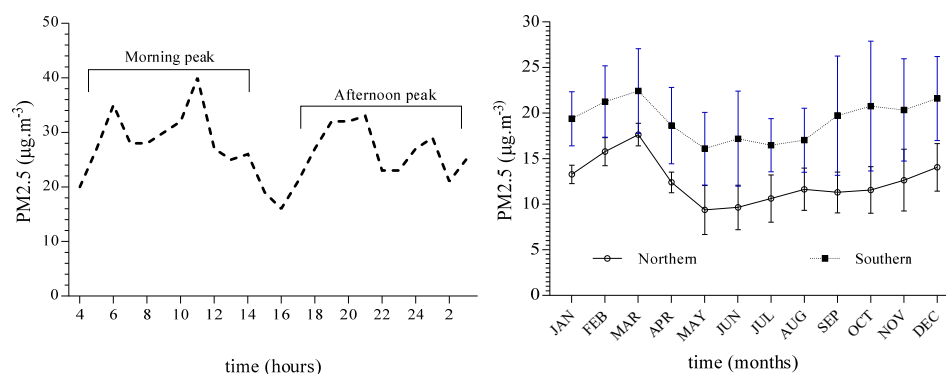 50
40
30
20
10
0
PM2.5 (µg.m-3)
Morning peak
Afternoon peak
4 6 8 10 12 14 16 18 20 22 24 2
time (hours)
30
25
20
15
10
5
0
PM2.5 (µg.m-3)
Northern
Southern
JAN FEB MAR APR MAY JUN JUL AUG SEP OCT NOV DEC
time (months)